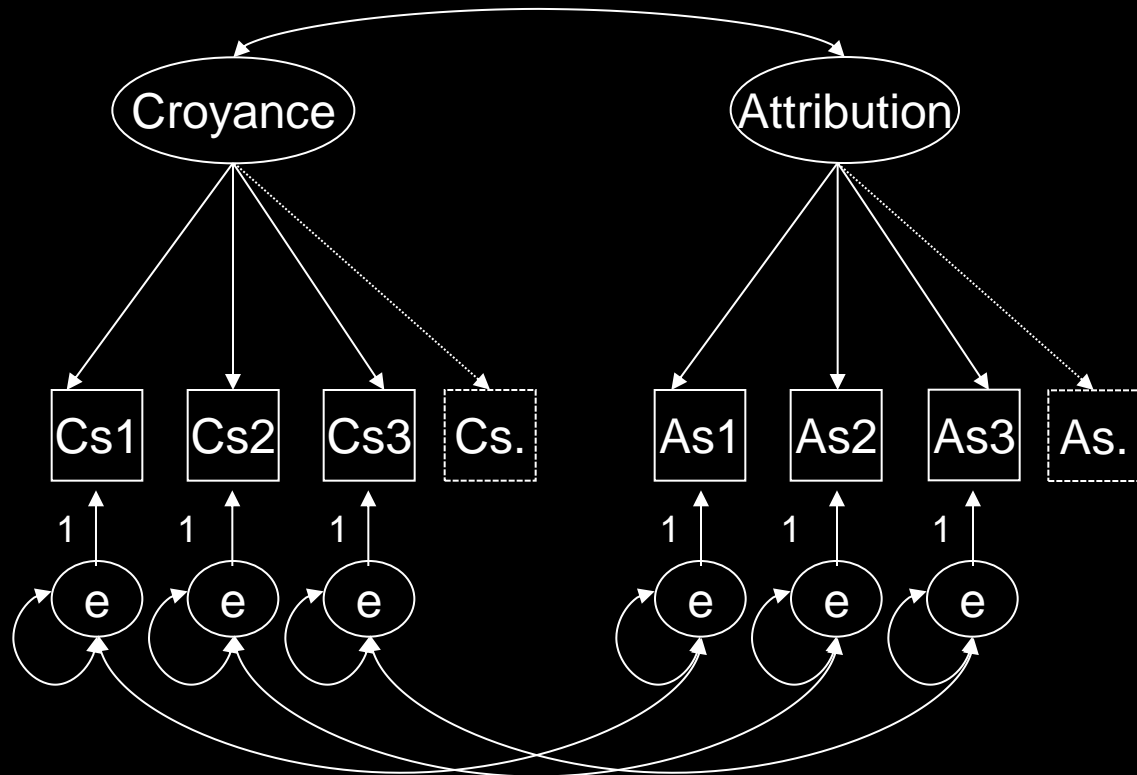 Croyance Attribution
Cs1 Cs2 Cs3 Cs. As1 As2 As3 As.
1 1 1 1 1 1
e e e e e e